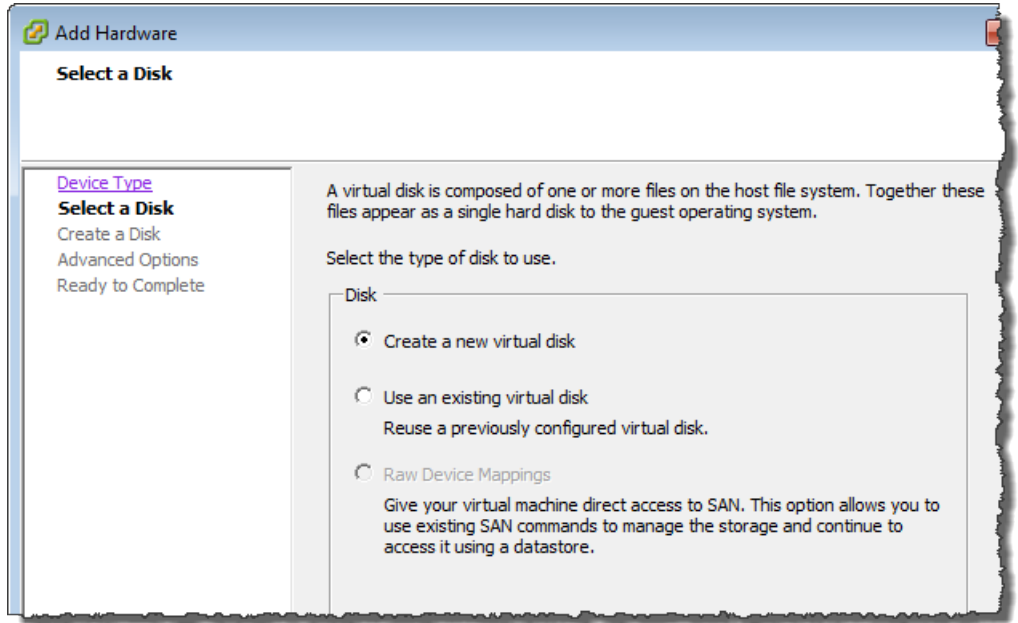 Add Hardware
Select a Disk
Device Type
Select a Disk
Create a Disk
Advanced Options
Ready to Complete
A virtual disk is composed of one or more files on the host file system. Together these
files appear as a single hard disk to the guest operating system.
Select the type of disk to use.
Disk
Create a new virtual disk
Use an existing virtual disk
Reuse a previously configured virtual disk.
Raw Device Mappings
Give your virtual machine direct access to SAN. This option allows you to
use existing SAN commands to manage the storage and continue to
access it using a datastore.